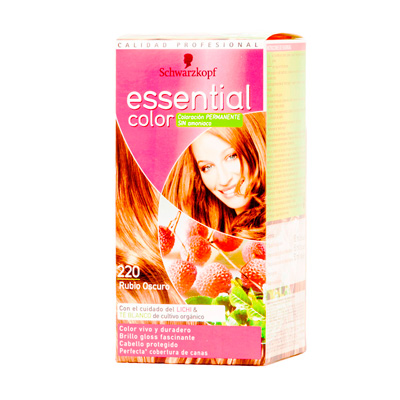 CALIDAD PROFESIONAL
Schwarzkopf
essential
color
Coloración PERMANENTE
SIN amoniaco
220
Rubio Oscuro
Con el cuidado del LICHI &
TÉ BLANCO de cultivo orgánico
Color vivo y duradero
Brillo gloss fascinante
Cabello protegido
Perfecta* cobertura de canas